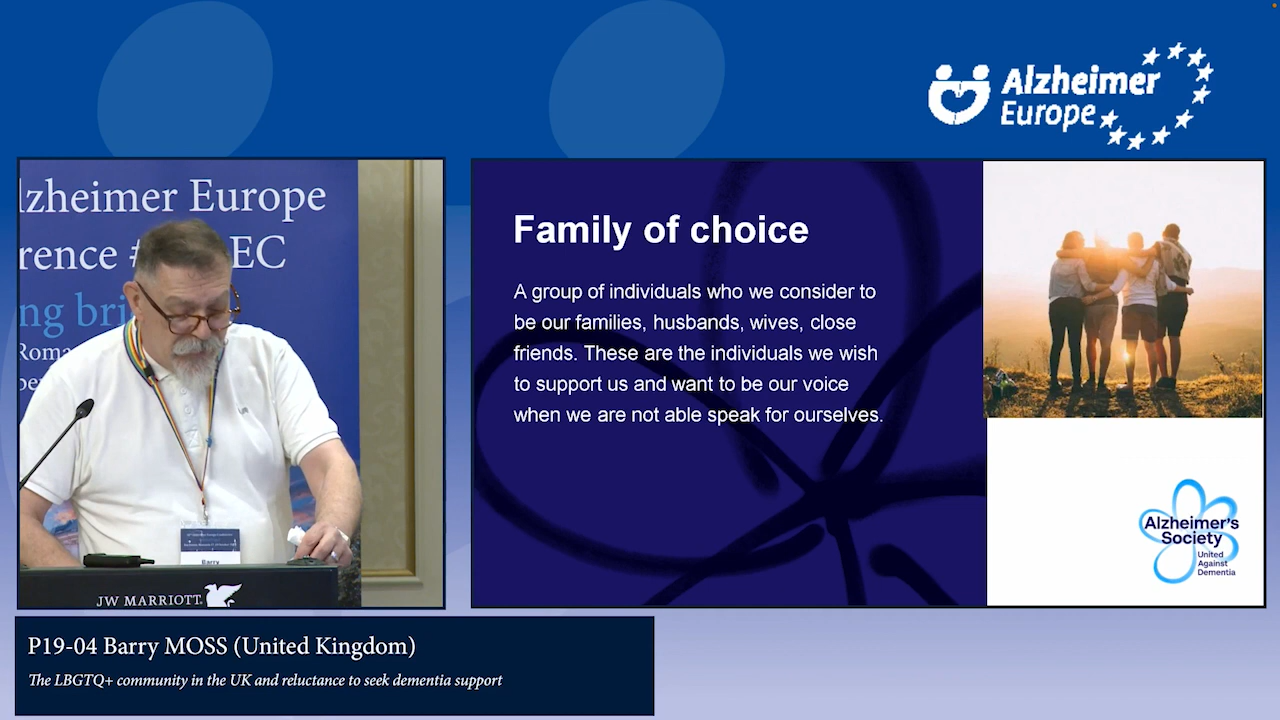 Alzheimer
Europe
lzheimer Europe
rence # EC
ng bri
Roma
Barry
JW MARRIOTT
Family of choice
A group of individuals who we consider to
be our families, husbands, wives, close
friends. These are the individuals we wish
to support us and want to be our voice
when we are not able speak for ourselves.
Alzheimer's
Society
United
Against
Dementia
P19-04 Barry MOSS (United Kingdom)
The LBGTQ+ community in the UK and reluctance to seek dementia support